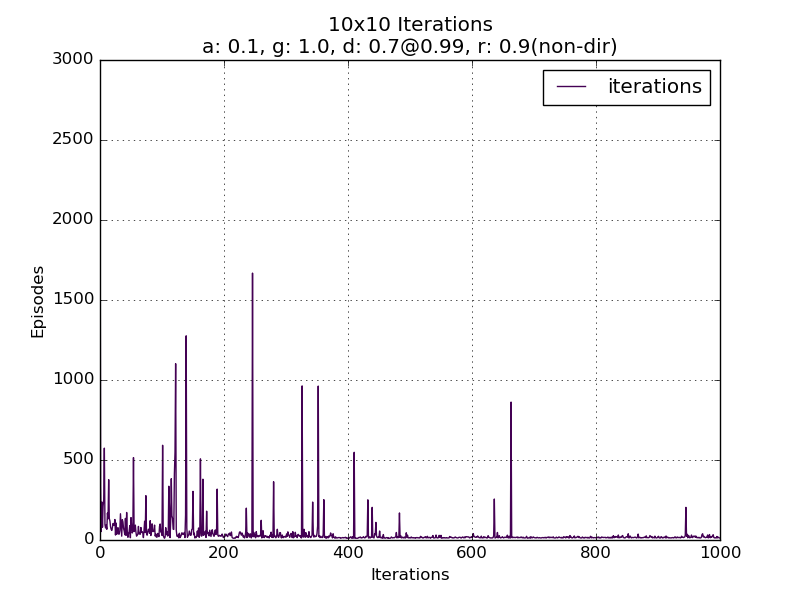 10x10 Iterations
a: 0.1, g: 1.0, d: 0.7@0.99, r: 0.9(non-dir)
3000
iterations
2500
2000
Episodes
1500
1000
500
0
0 200 400 600 800 1000
Iterations